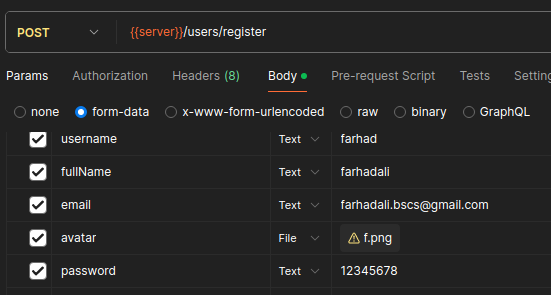 POST {{server}}/users/register
Params Authorization Headers (8) Body Pre-request Script Tests Setting
none form-data x-www-form-urlencoded raw binary GraphQL
username Text farhad
fullName Text farhadali
email Text farhadali.bscs@gmail.com
avatar File f.png
password Text 12345678